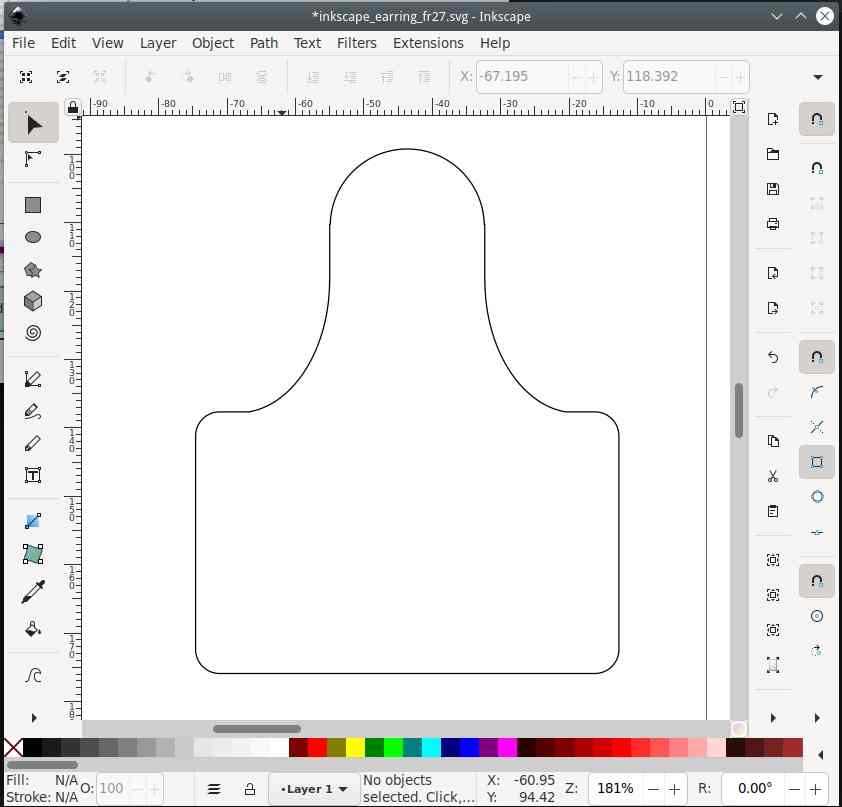 *inkscape_earring_fr27.svg - Inkscape
File Edit View Layer Object Path Filters Text Extensions Help
X: -67.195 Y: 118.392
-90 -80 -70 -60 -50 -40 -30 -20 -10 0
100
110
120
130
140
150
160
170
Fill: N/A O: 100 •Layer 1 No objects X: -60.95 Z: 181% R: 0.00°
Stroke: N/A selected. Click,... Y: 94.42